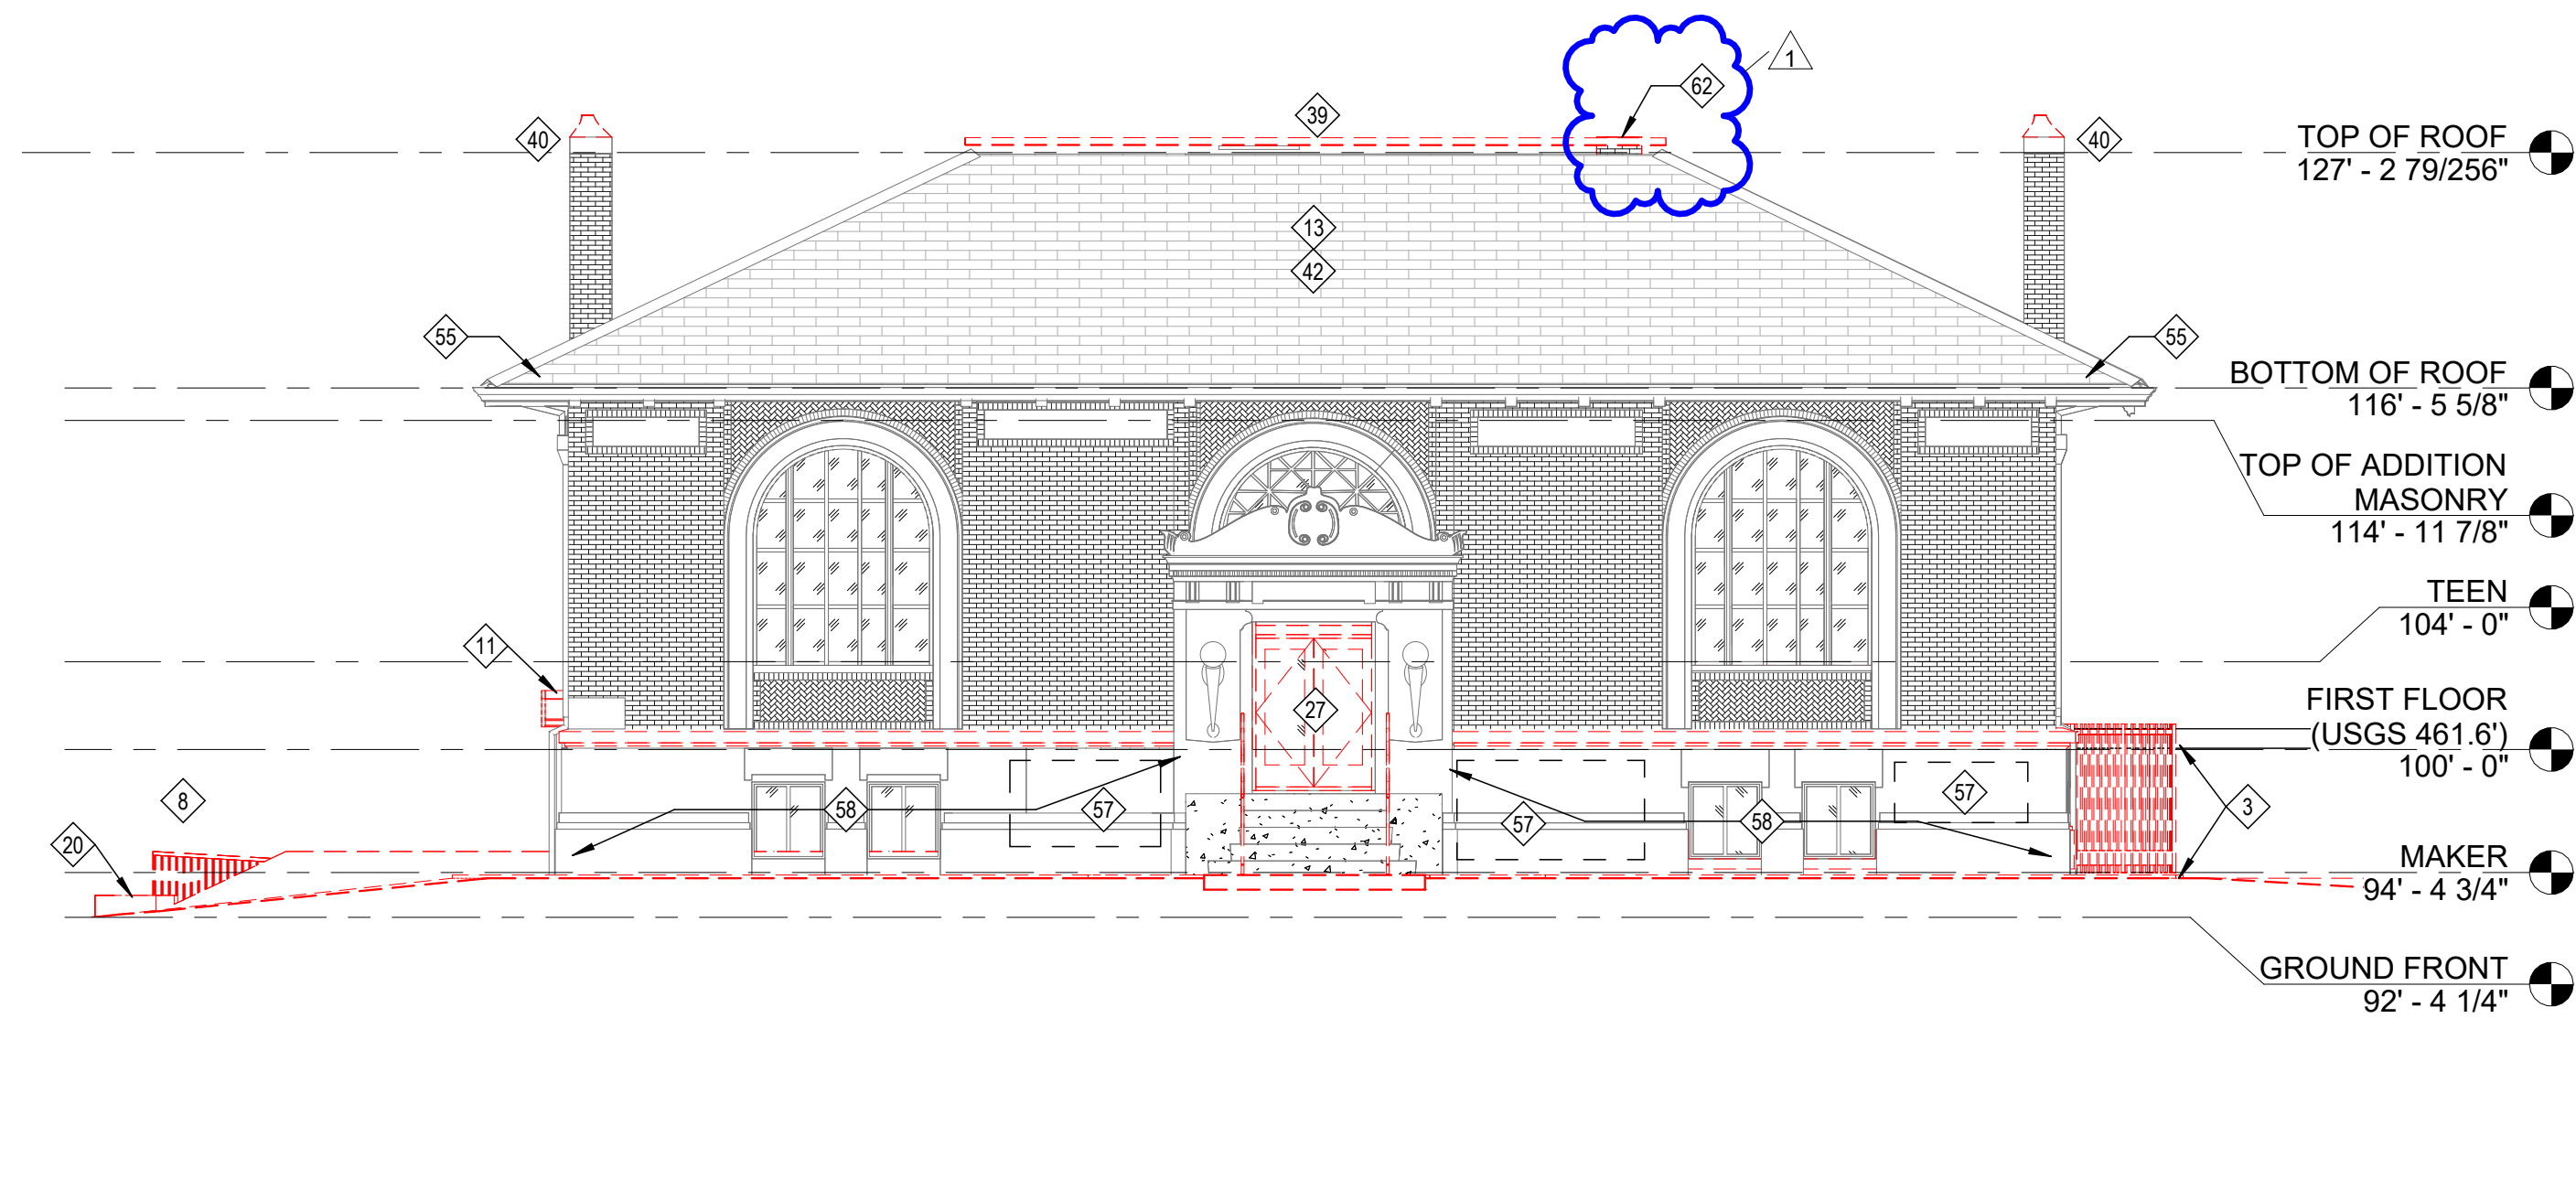 1
62
39
40
40
TOP OF ROOF
127' - 2 79/256"
13
42
55
55
BOTTOM OF ROOF
116' - 5 5/8"
TOP OF ADDITION
MASONRY
114' - 11 7/8"
TEEN
104' - 0"
11
27
FIRST FLOOR
(USGS 461.6')
100' - 0"
8
58
57
57
58
57
3
20
MAKER
94' - 4 3/4"
GROUND FRONT
92' - 4 1/4"